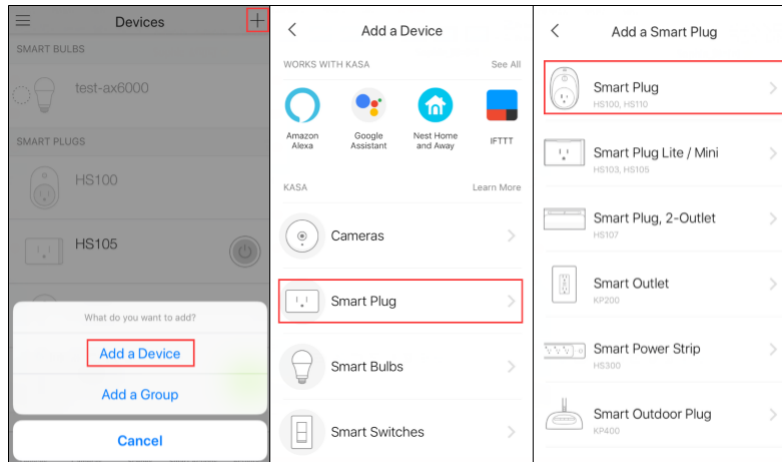 Devices
SMART BULBS
test-ax6000
SMART PLUGS
HS100
HS105
What do you want to add?
Add a Device
Add a Group
Cancel
Add a Device
WORKS WITH KASA
See All
Amazon
Alexa
Google
Assistant
Nest Home
and Away
IFTTT
KASA
Learn More
Cameras
Smart Plug
Smart Bulbs
Smart Switches
Add a Smart Plug
Smart Plug
HS100, HS110
Smart Plug Lite / Mini
HS103, HS105
Smart Plug, 2-Outlet
HS107
Smart Outlet
KP200
Smart Power Strip
HS300
Smart Outdoor Plug
KP400